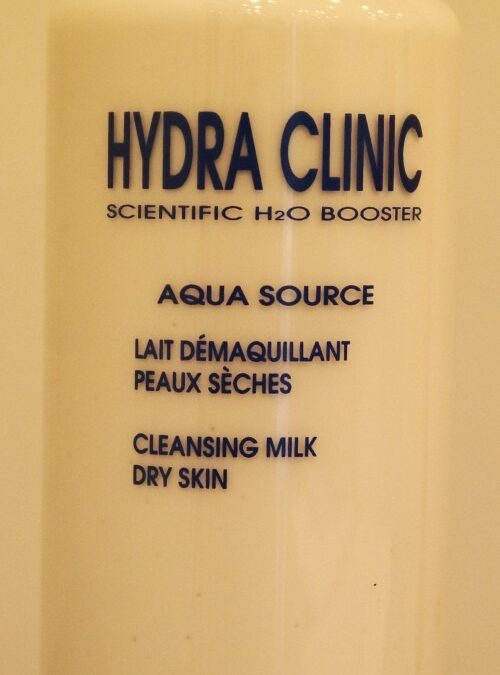 HYDRA CLINIC
SCIENTIFIC H₂O BOOSTER
AQUA SOURCE
LAIT DÉMAQUILLANT
PEAUX SÈCHES
CLEANSING MILK
DRY SKIN